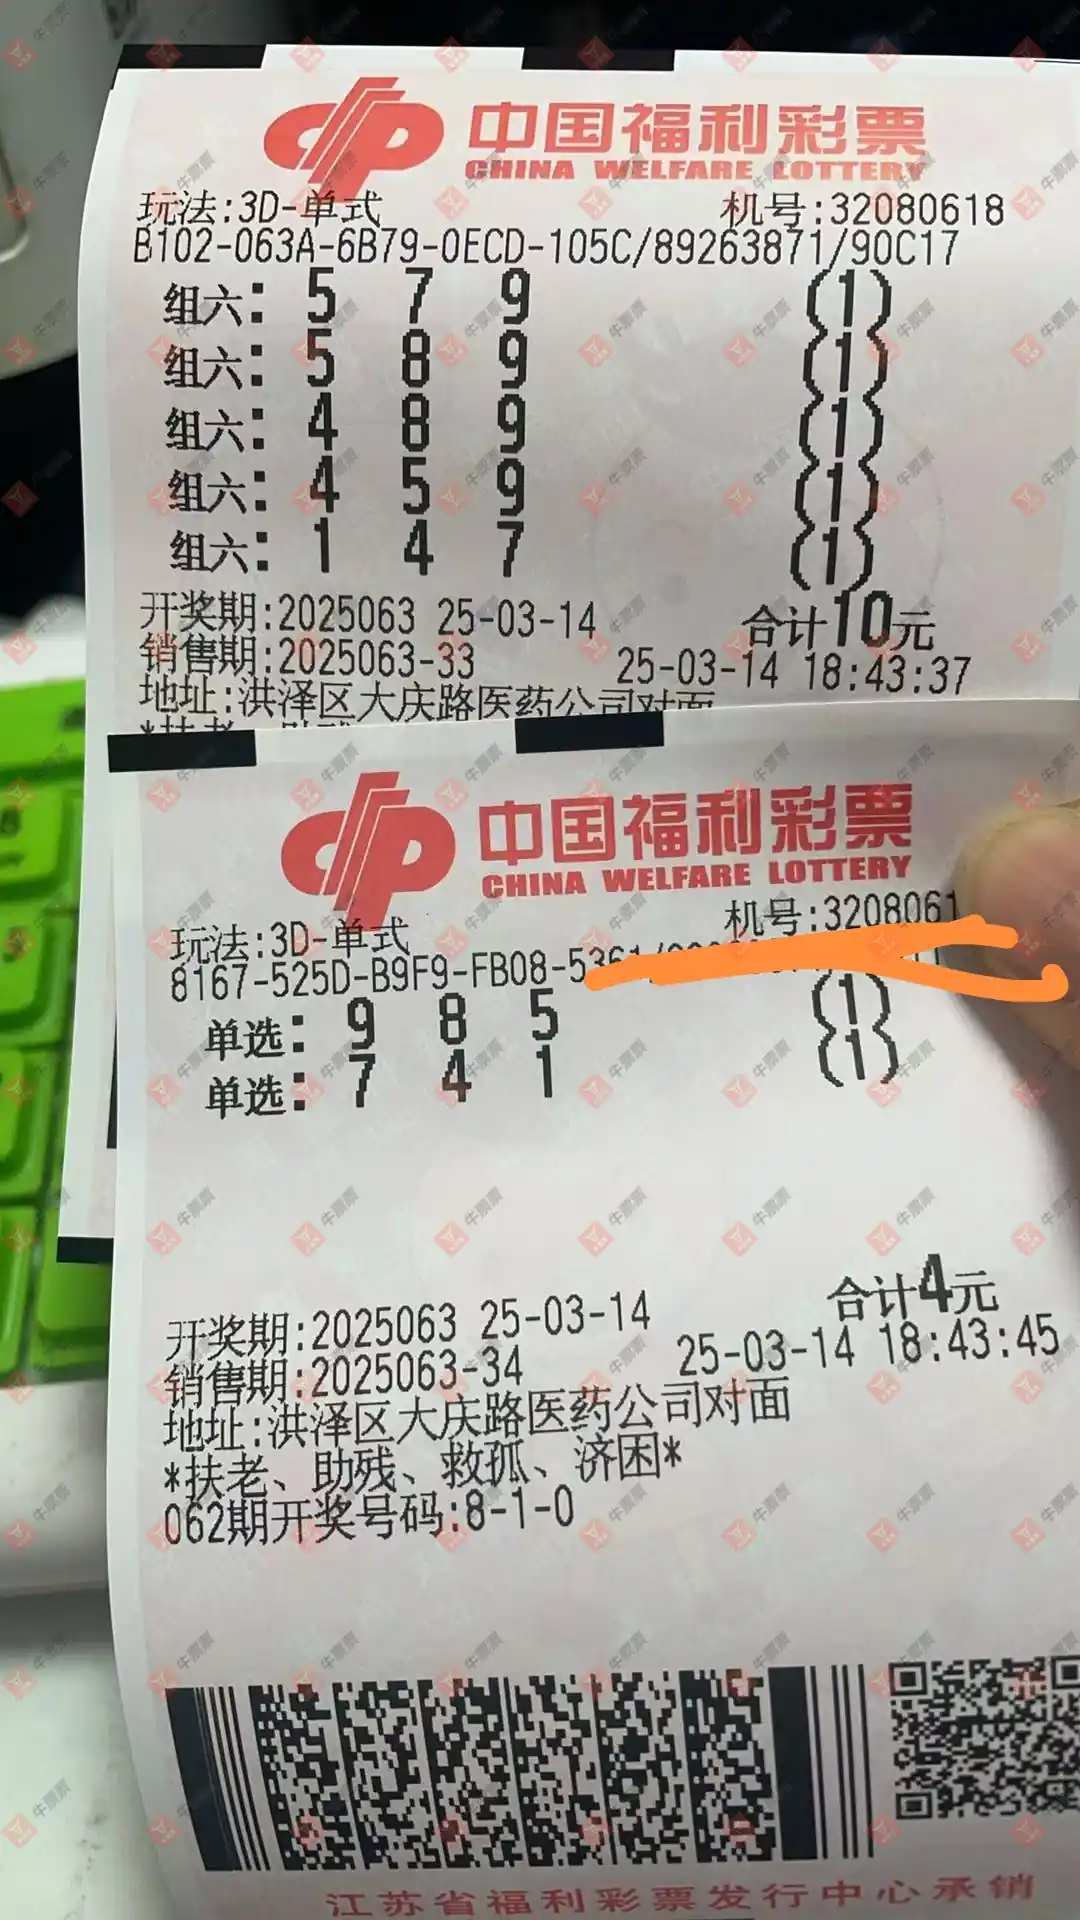 中国福利彩票
CHINA WELFARE LOTTERY
玩法:3D-单式 机号:32080618
B102-063A-6B79-0ECD-105C/89263871/90C17
组六: 5 7 9 (1)
组六: 5 8 9 (1)
组六: 4 8 9 (1)
组六: 4 5 9 (1)
组六: 1 4 7 (1)
开奖期:2025063 25-03-14 合计10元
销售期:2025063-33 25-03-14 18:43:37
地址:洪泽区大庆路医药公司对面
中国福利彩票
CHINA WELFARE LOTTERY
玩法:3D-单式 机号:3208061
8167-525D-B9F9-FB08-5361/
单选: 9 8 5 (1)
单选: 7 4 1 (1)
合计4元
开奖期:2025063 25-03-14
销售期:2025063-34 25-03-14 18:43:45
地址:洪泽区大庆路医药公司对面
*扶老、助残、救孤、济困*
062期开奖号码:8-1-0
江苏省福利彩票发行中心承销
牛票票